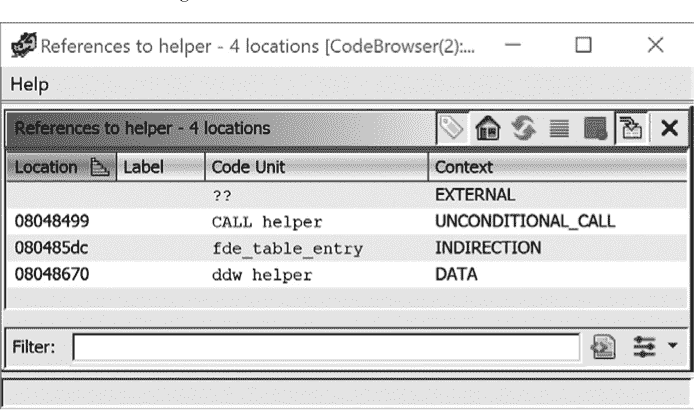 References to helper - 4 locations [CodeBrowser(2):...
Help
References to helper - 4 locations
Location Label Code Unit Context
?? EXTERNAL
08048499 CALL helper UNCONDITIONAL_CALL
080485dc fde_table_entry INDIRECTION
08048670 ddw helper DATA
Filter: